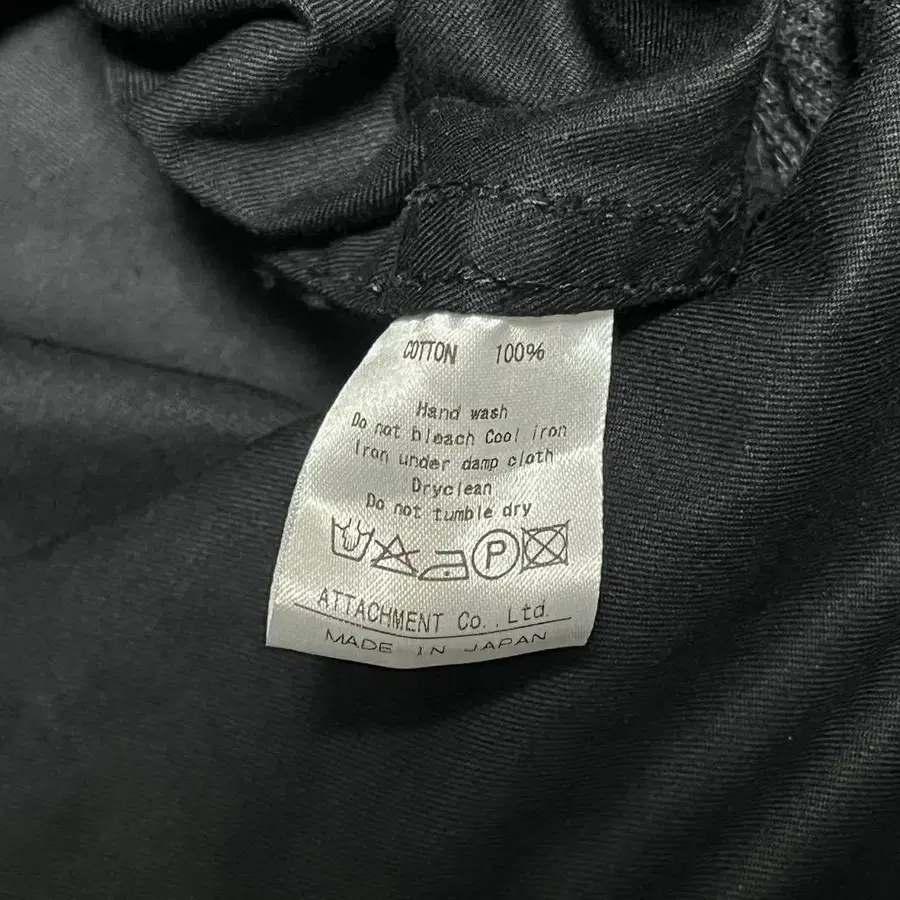 COTTON 100%
Hand wash
Do not bleach Cool iron
Iron under damp cloth
Dryclean
Do not tumble dry
P
ATTACHMENT Co.,Ltd.
MADE IN JAPAN